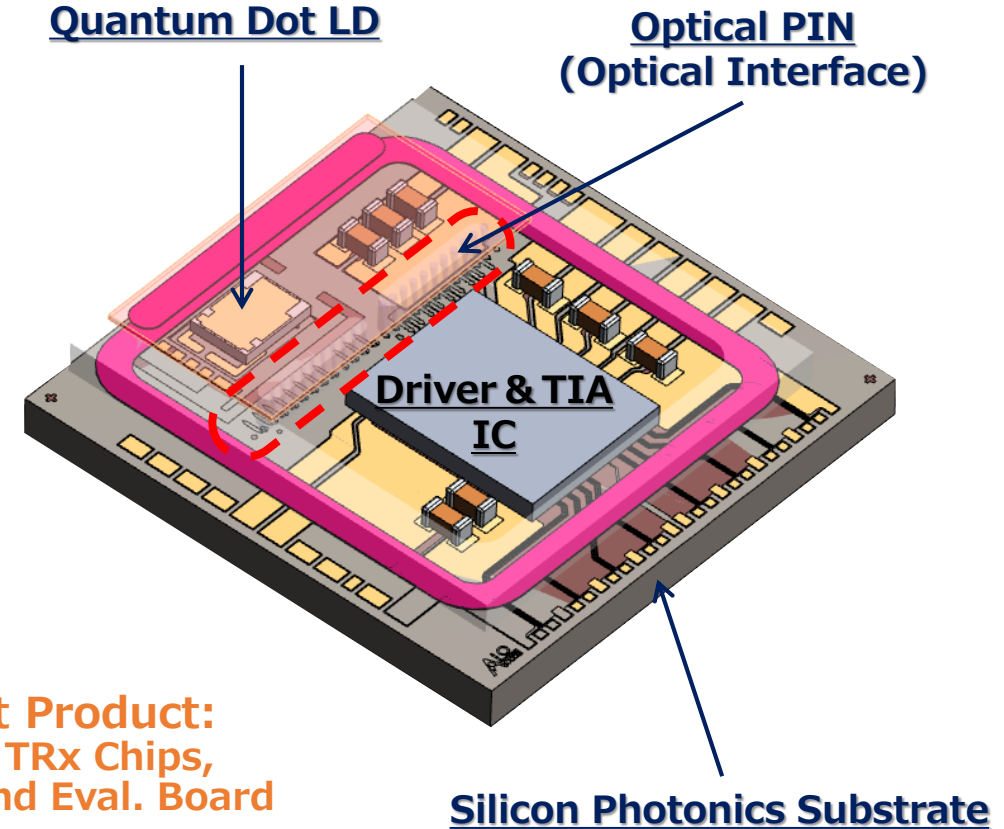 Quantum Dot LD
Optical PIN
(Optical Interface)
Driver & TIA
IC
t Product:
TRx Chips,
nd Eval. Board
Silicon Photonics Substrate